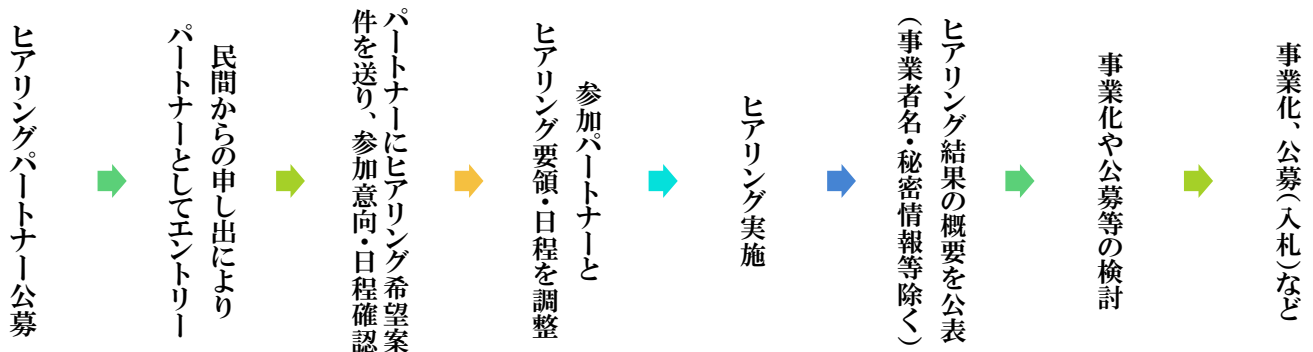 ヒアリングパートナー公募
民間からの申し出により
パートナーとしてエントリー
パートナーにヒアリング希望案
件を送り、参加意向・日程確認
参加パートナーと
ヒアリング要領・日程を調整
ヒアリング実施
ヒアリング結果の概要を公表
（事業者名・秘密情報等除く）
事業化や公募等の検討
事業化、公募（入札）など